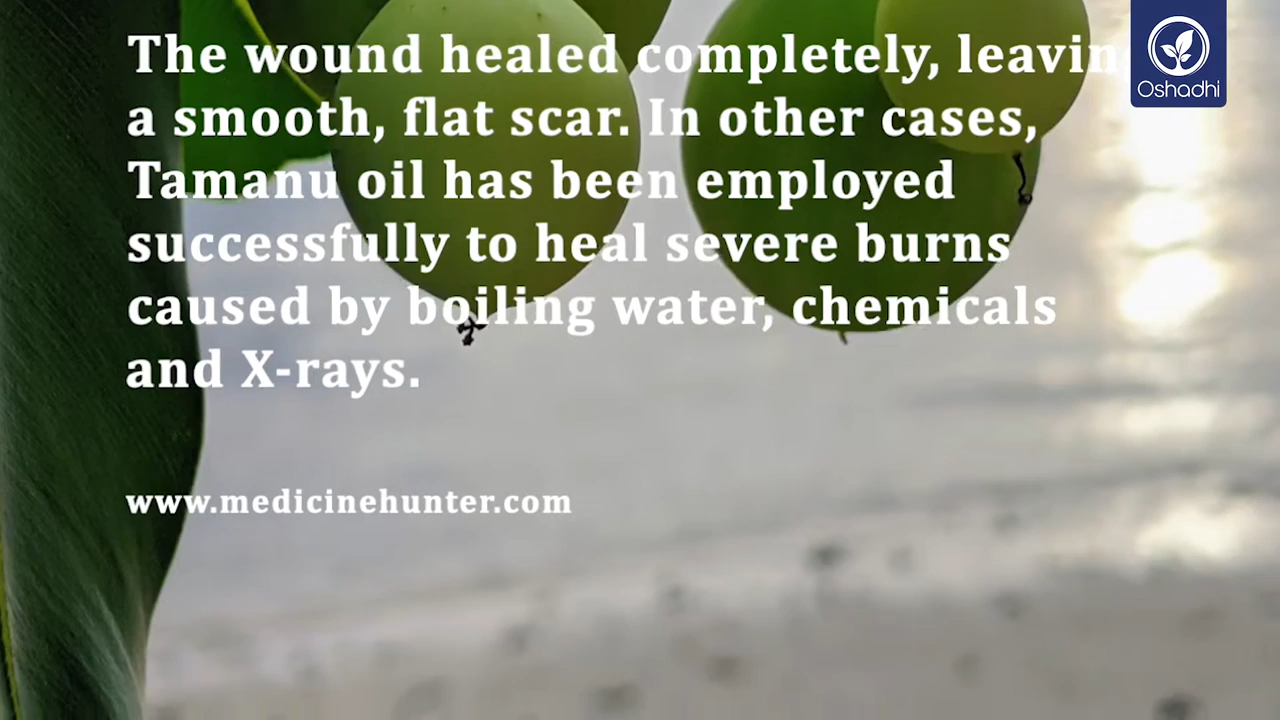 The wound healed completely, leaving
a smooth, flat scar. In other cases,
Tamanu oil has been employed
successfully to heal severe burns
caused by boiling water, chemicals
and X-rays.
www.medicinehunter.com
Oshadhi